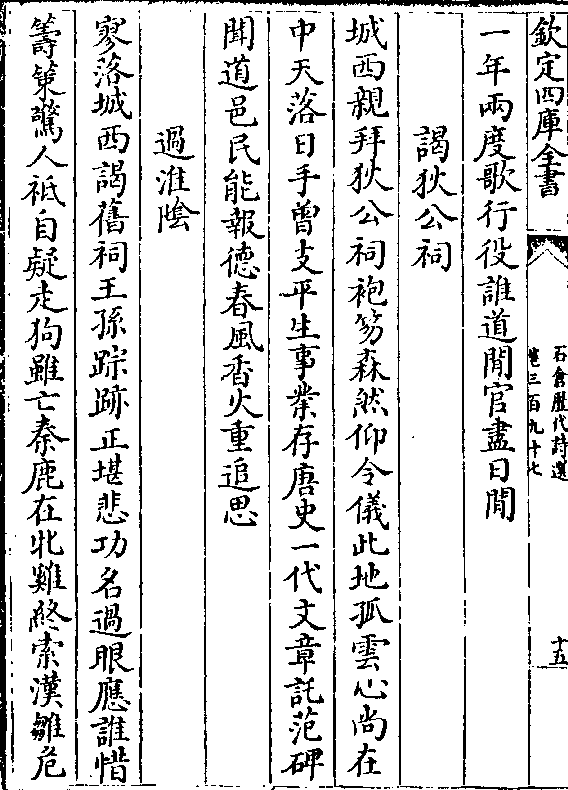 欽定四庫全書
石倉歷代詩選
卷三百九十七
十五
一年兩度歌行役誰道閒官盡日閒
謁狄公祠
城西親拜狄公祠袍笏森然仰令儀此地孤雲心尚在
中天落日手曾支平生事業存唐史一代文章託范碑
聞道邑民能報德春風香火重追思
過淮陰
寥落城西謁舊祠王孫踪跡正堪悲功名過眼應誰惜
籌策驚人祗自疑走狗雖亡秦鹿在牝雞終索漢雛危